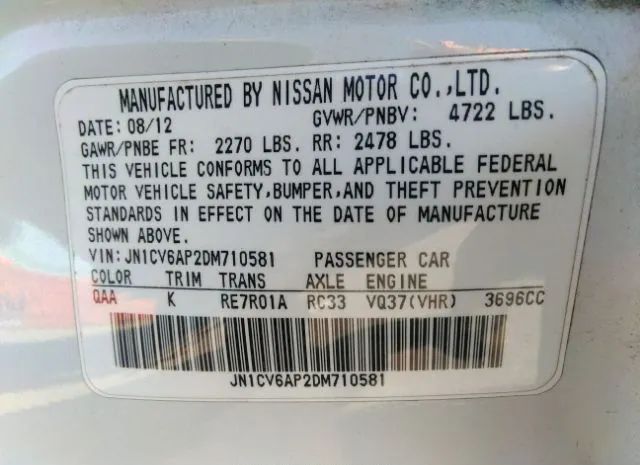 MANUFACTURED BY NISSAN MOTOR CO.,LTD.
DATE: 08/12 GVWR/PNBV: 4722 LBS.
GAWR/PNBE FR: 2270 LBS. RR: 2478 LBS.
THIS VEHICLE CONFORMS TO ALL APPLICABLE FEDERAL
MOTOR VEHICLE SAFETY,BUMPER,AND THEFT PREVENTION
STANDARDS IN EFFECT ON THE DATE OF MANUFACTURE
SHOWN ABOVE.
VIN: JN1CV6AP2DM710581 PASSENGER CAR
COLOR TRIM TRANS AXLE ENGINE
QAA K RE7R01A RC33 VQ37(VHR) 3696CC
JN1CV6AP2DM710581